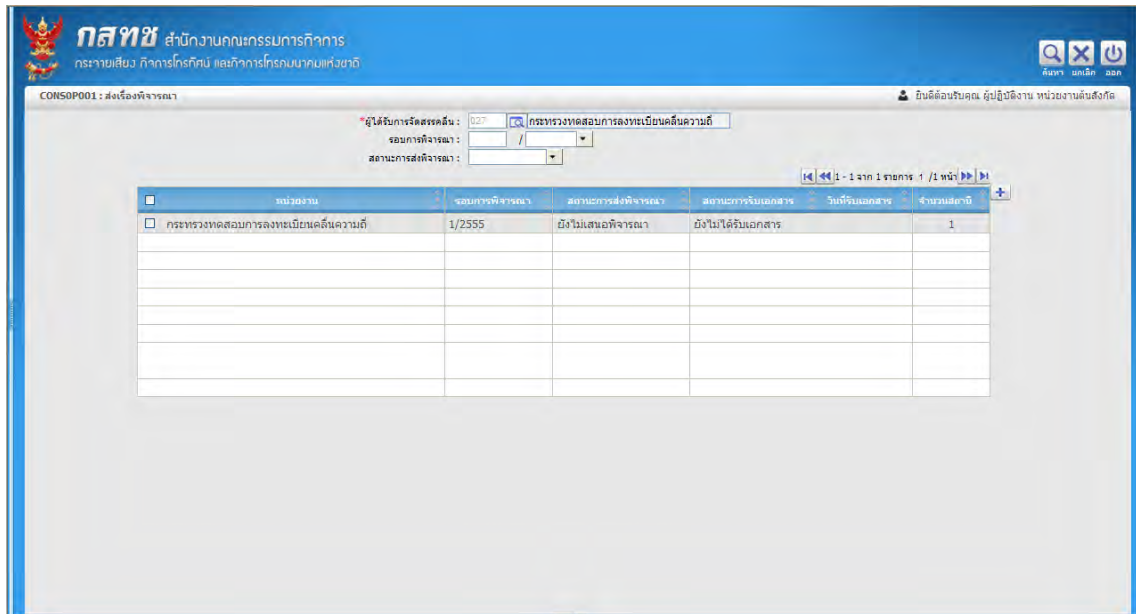 กสทช สำนักงานคณะกรรมการกิจการ
กระจายเสียง กิจการโทรทัศน์ และกิจการโทรคมนาคมแห่งชาติ
ค้นหา ยกเลิก ออก
CONSOP001 : ส่งเรื่องพิจารณา
ยินดีต้อนรับคุณ ผู้ปฏิบัติงาน หน่วยงานต้นสังกัด
*ผู้ได้รับการจัดสรรคลื่น : 027 กระทรวงทดสอบการลงทะเบียนคลื่นความถี่
รอบการพิจารณา : /
สถานะการส่งพิจารณา :
1 - 1 จาก 1 รายการ 1 /1 หน้า
หน่วยงาน รอบการพิจารณา สถานะการส่งพิจารณา สถานะการรับเอกสาร วันที่รับเอกสาร จำนวนสถานี
กระทรวงทดสอบการลงทะเบียนคลื่นความถี่ 1/2555 ยังไม่เสนอพิจารณา ยังไม่ได้รับเอกสาร 1